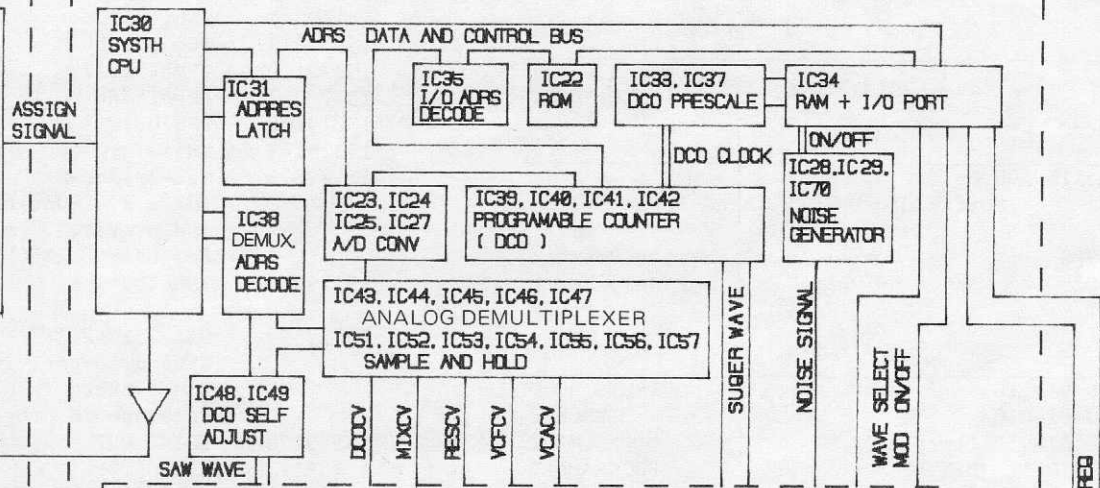 IC30
SYSTH
CPU
ADRS DATA AND CONTROL BUS
ASSIGN
SIGNAL
IC31
ADRRES
LATCH
IC35
I/O ADRS
DECODE
IC22
ROM
IC33, IC37
DCO PRESCALE
IC34
RAM + I/O PORT
ON/OFF
DCO CLOCK
IC28, IC29,
IC70
NOISE
GENERATOR
IC23, IC24
IC25, IC27
A/D CONV
IC39, IC40, IC41, IC42
PROGRAMABLE COUNTER
( DCO )
IC38
DEMUX.
ADRS
DECODE
IC43, IC44, IC45, IC46, IC47
ANALOG DEMULTIPLEXER
IC51, IC52, IC53, IC54, IC55, IC56, IC57
SAMPLE AND HOLD
IC48, IC49
DCO SELF
ADJUST
SAW WAVE
DCOCV
MIXCV
RESCV
VCFCV
VCACV
SUQER WAVE
NOISE SIGNAL
WAVE SELECT
MOD ON/OFF
REQ